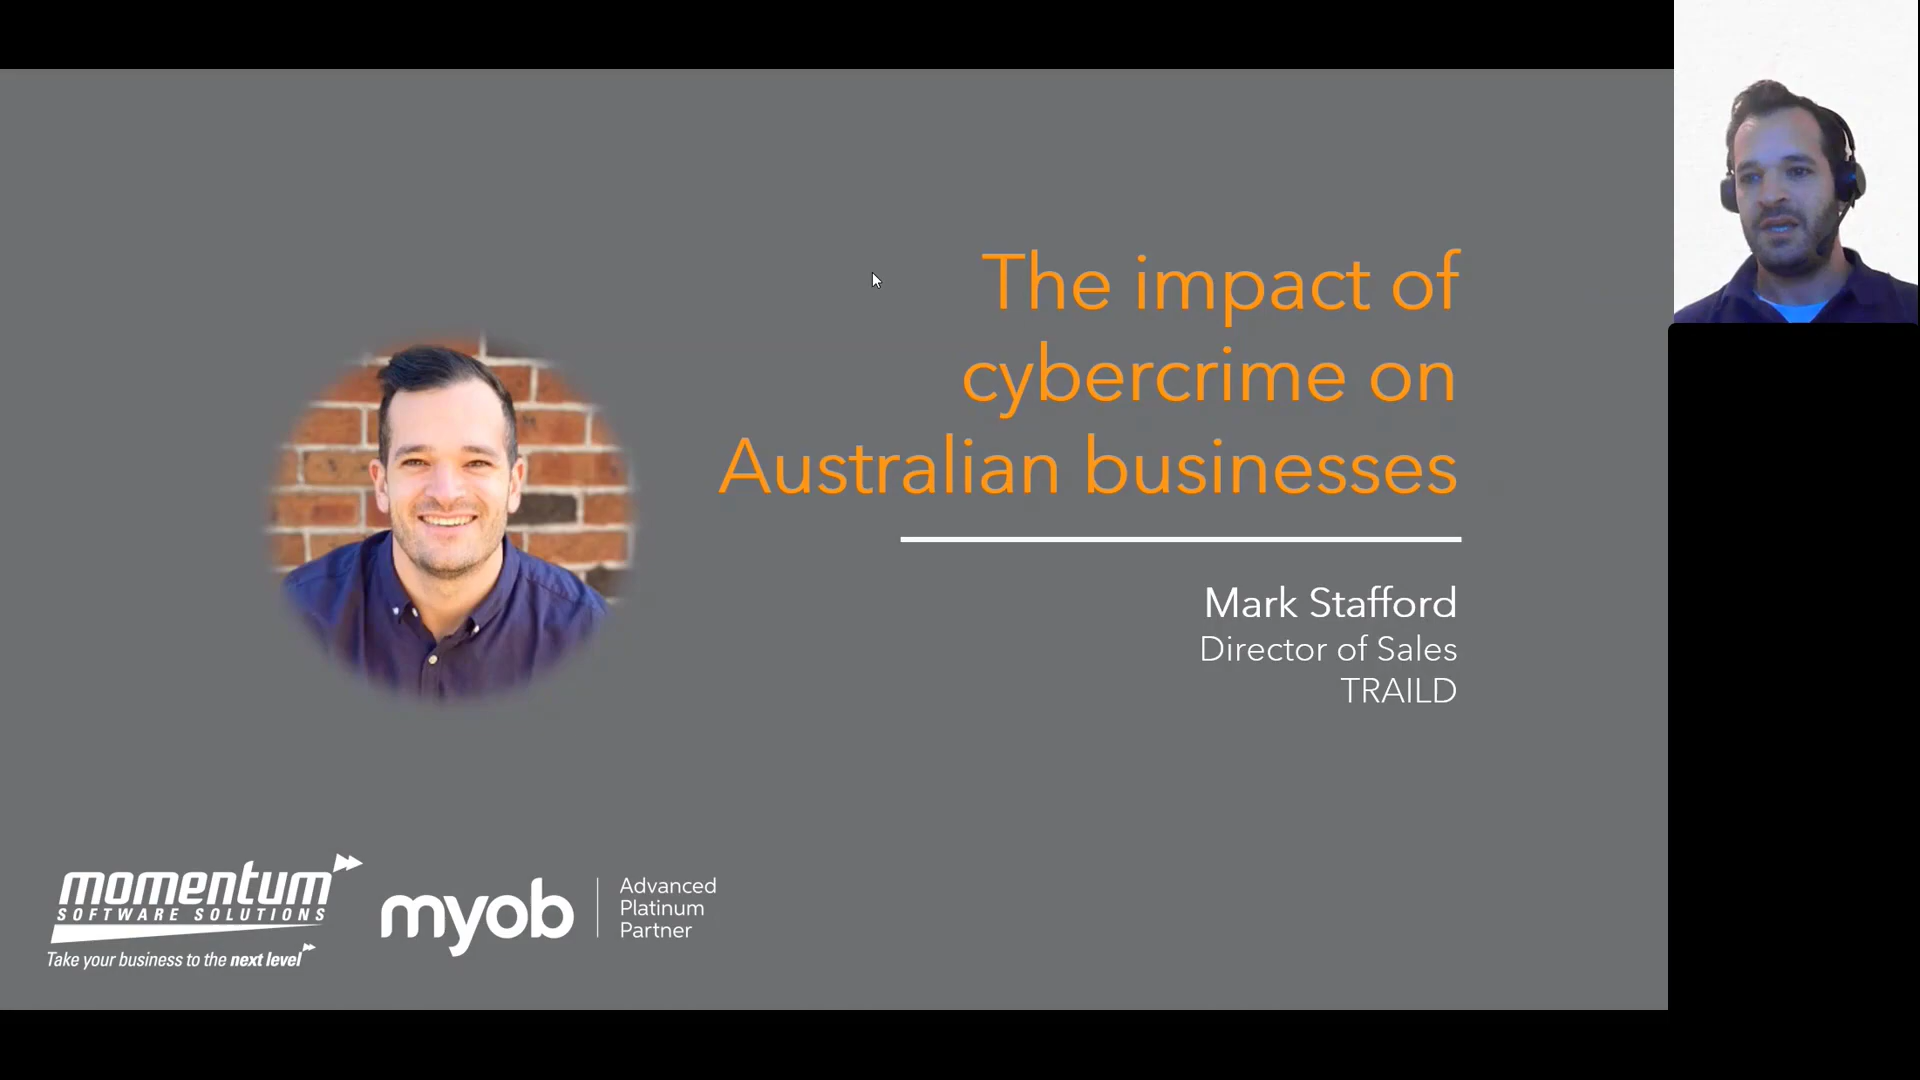 The impact of
cybercrime on
Australian businesses
Mark Stafford
Director of Sales
TRAILD
momentum
SOFTWARE SOLUTIONS
Take your business to the next level
myob
Advanced
Platinum
Partner